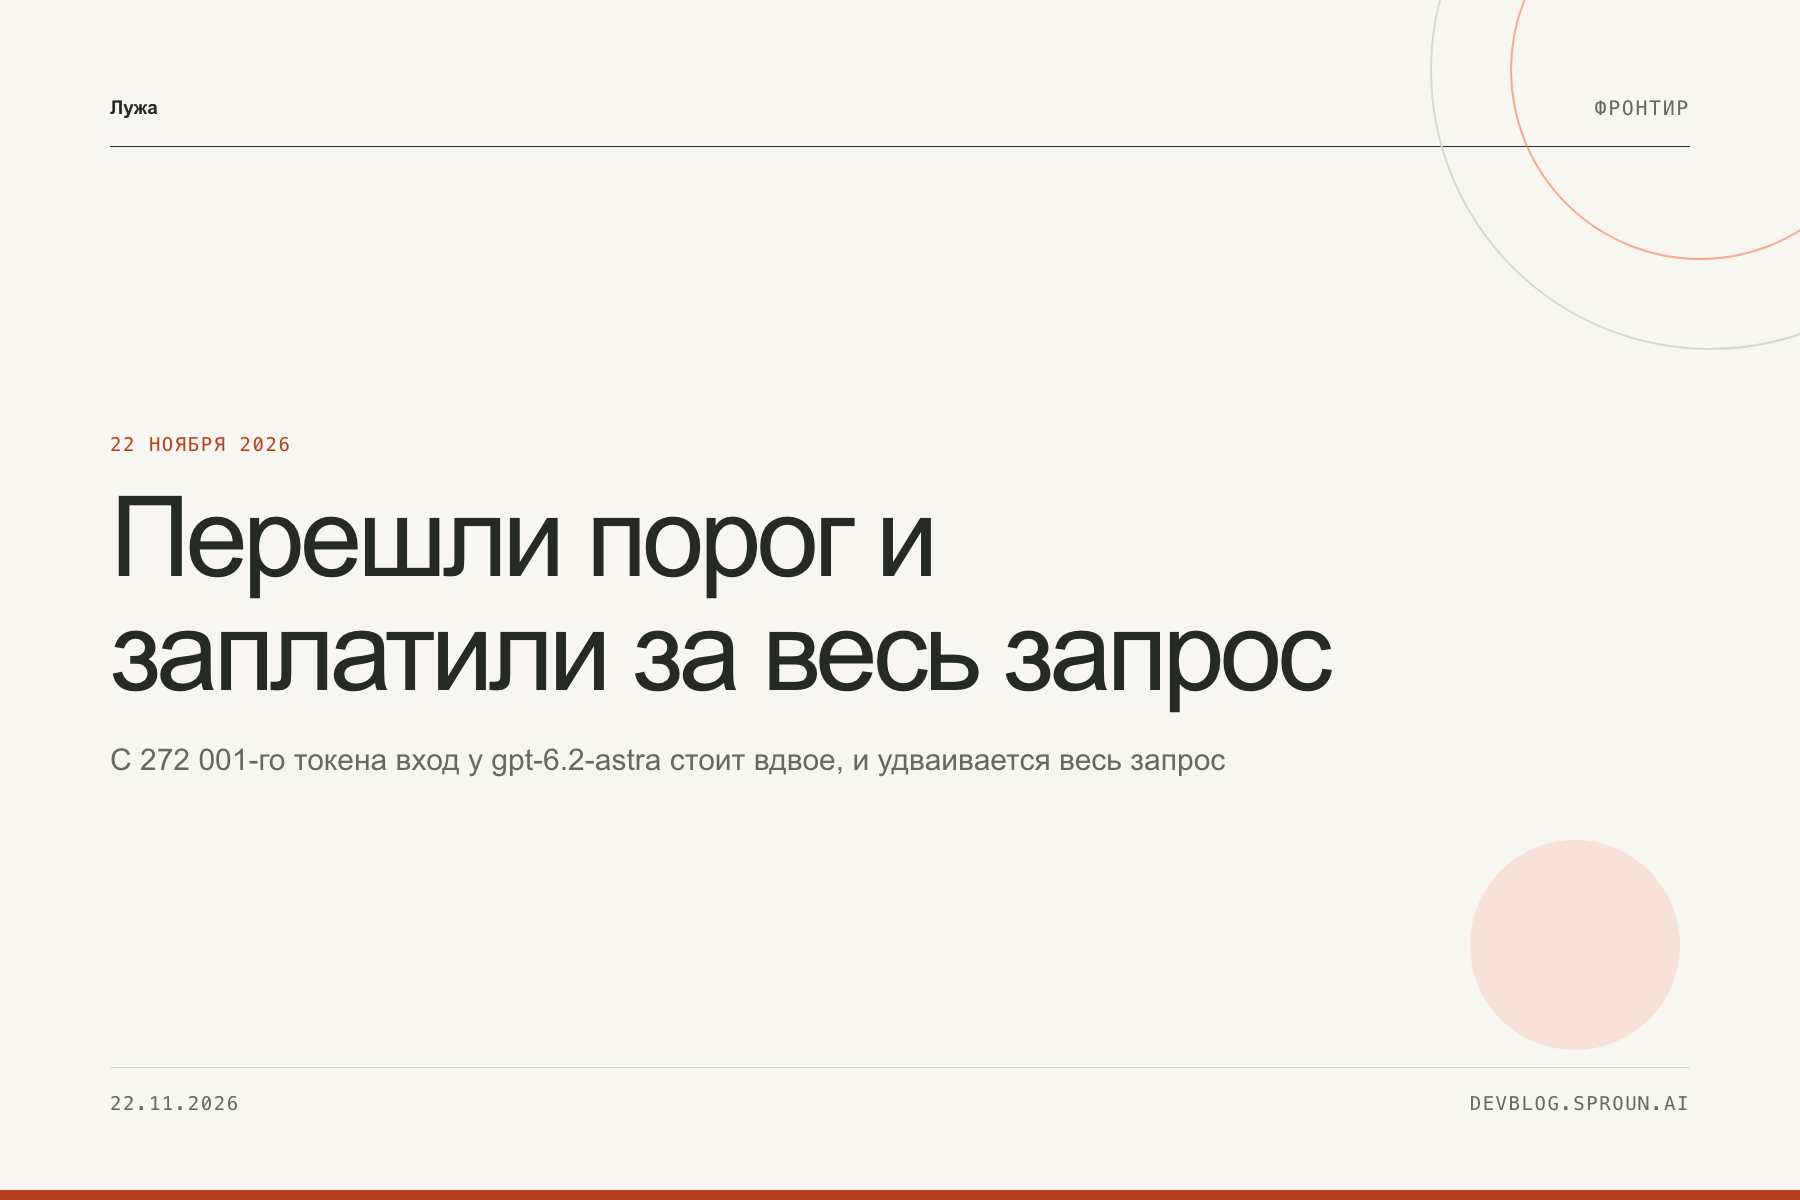 Лужа
ФРОНТИР
22 НОЯБРЯ 2026
Перешли порог и
заплатили за весь запрос
С 272 001-го токена вход у gpt-6.2-astra стоит вдвое, и удваивается весь запрос
22.11.2026
DEVBLOG.SPROUN.AI